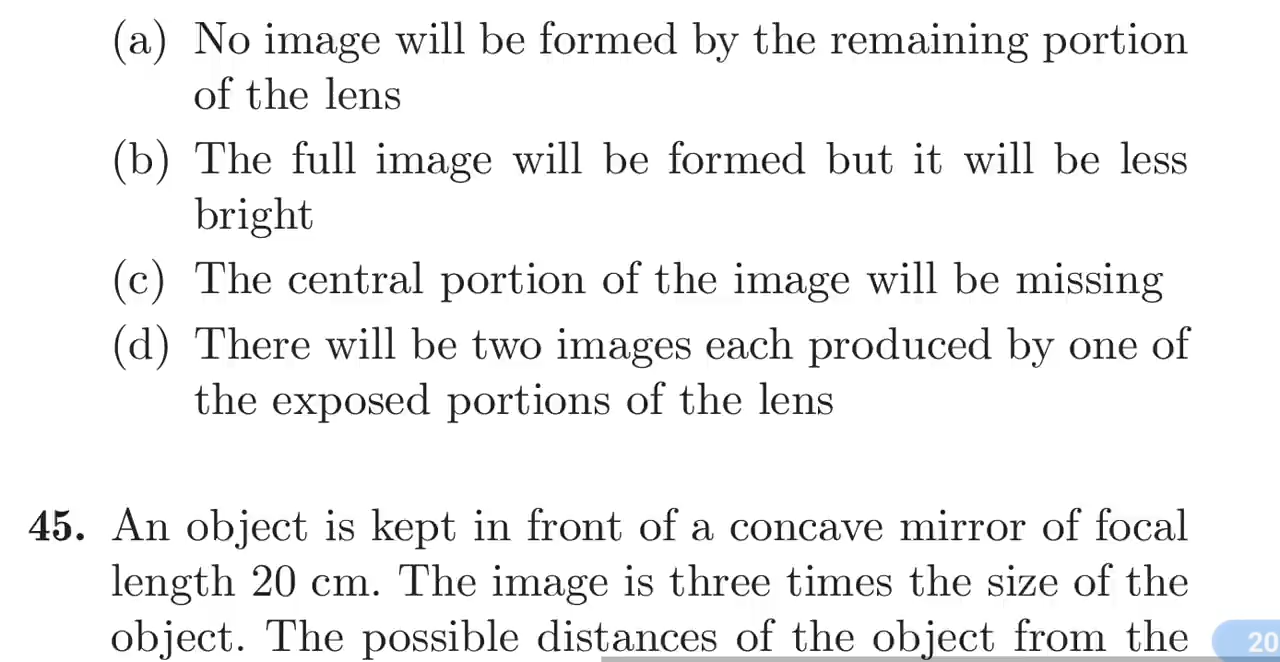 (a) No image will be formed by the remaining portion
of the lens
(b) The full image will be formed but it will be less
bright
(c) The central portion of the image will be missing
(d) There will be two images each produced by one of
the exposed portions of the lens
45. An object is kept in front of a concave mirror of focal
length 20 cm. The image is three times the size of the
object. The possible distances of the object from the
20